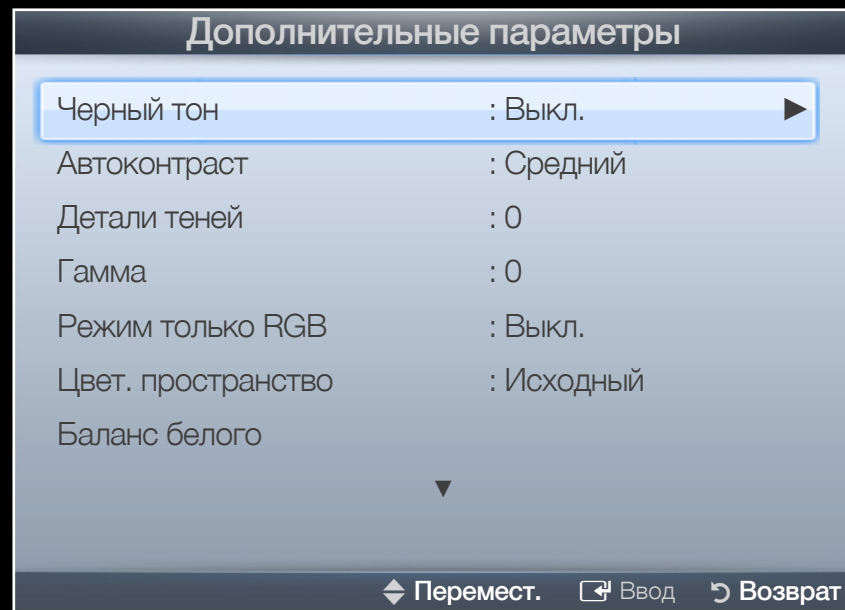 Дополнительные параметры
Черный тон : Выкл. ►
Автоконтраст : Средний
Детали теней : 0
Гамма : 0
Режим только RGB : Выкл.
Цвет. пространство : Исходный
Баланс белого
▼
Перемест. Ввод Возврат